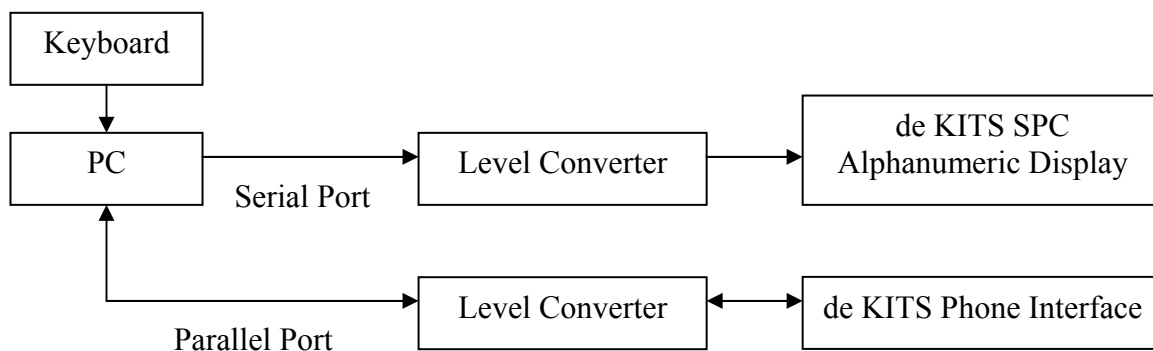 Keyboard
PC
Serial Port
Level Converter
de KITS SPC
Alphanumeric Display
Parallel Port
Level Converter
de KITS Phone Interface